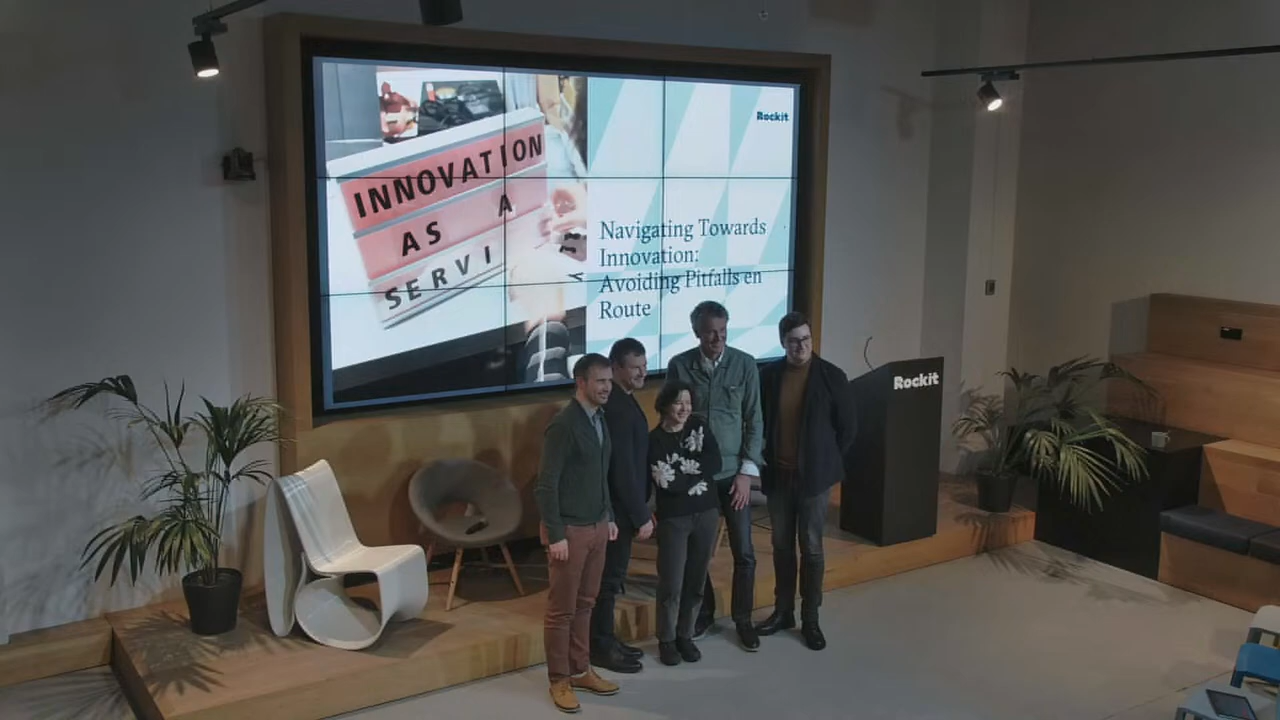 INNOVATION
AS A
SERVI
Rockit
Navigating Towards
Innovation:
Avoiding Pitfalls en
Route
Rockit